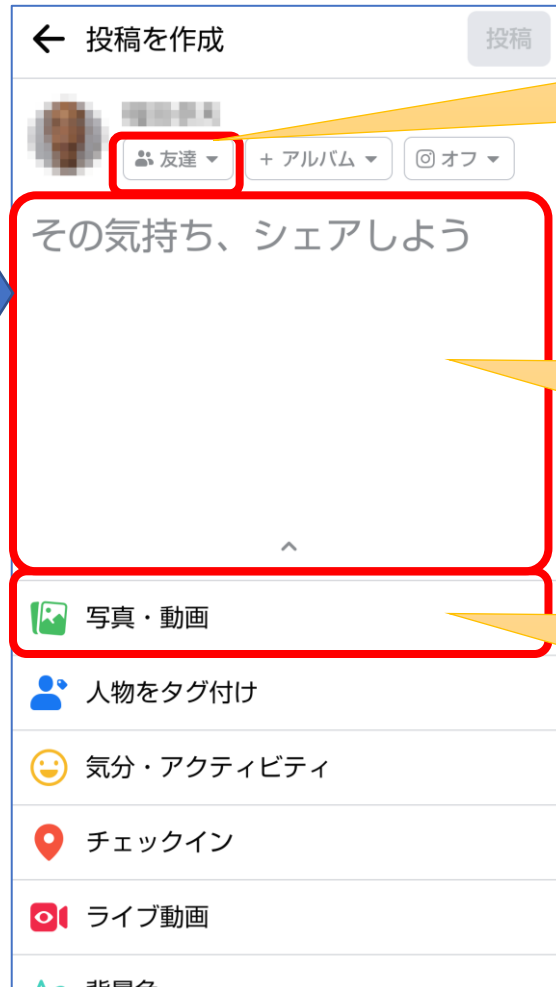 投稿を作成
投稿
友達
+ アルバム
オフ
その気持ち、シェアしよう
写真・動画
人物をタグ付け
気分・アクティビティ
チェックイン
ライブ動画